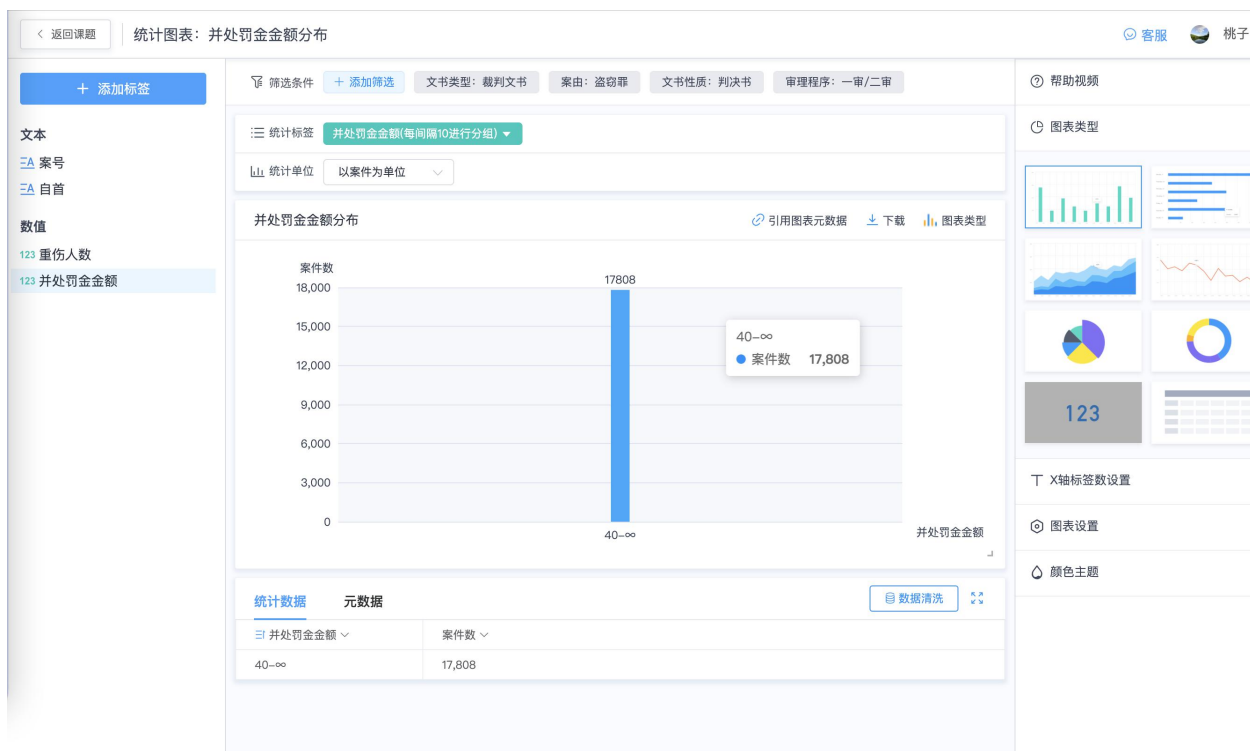 返回课题 统计图表：并处罚金金额分布 客服 桃子
+ 添加标签
文本
案号
自首
数值
123 重伤人数
123 并处罚金金额
筛选条件 + 添加筛选 文书类型：裁判文书 案由：盗窃罪 文书性质：判决书 审理程序：一审/二审
统计标签 并处罚金金额(每间隔10进行分组)
统计单位 以案件为单位
并处罚金金额分布 引用图表元数据 下载 图表类型
案件数
18,000
15,000
12,000
9,000
6,000
3,000
0
17808
40-∞
案件数 17,808
40-∞
并处罚金金额
统计数据 元数据 数据清洗
并处罚金金额 案件数
40-∞ 17,808
帮助视频
图表类型
123
X轴标签数设置
图表设置
颜色主题